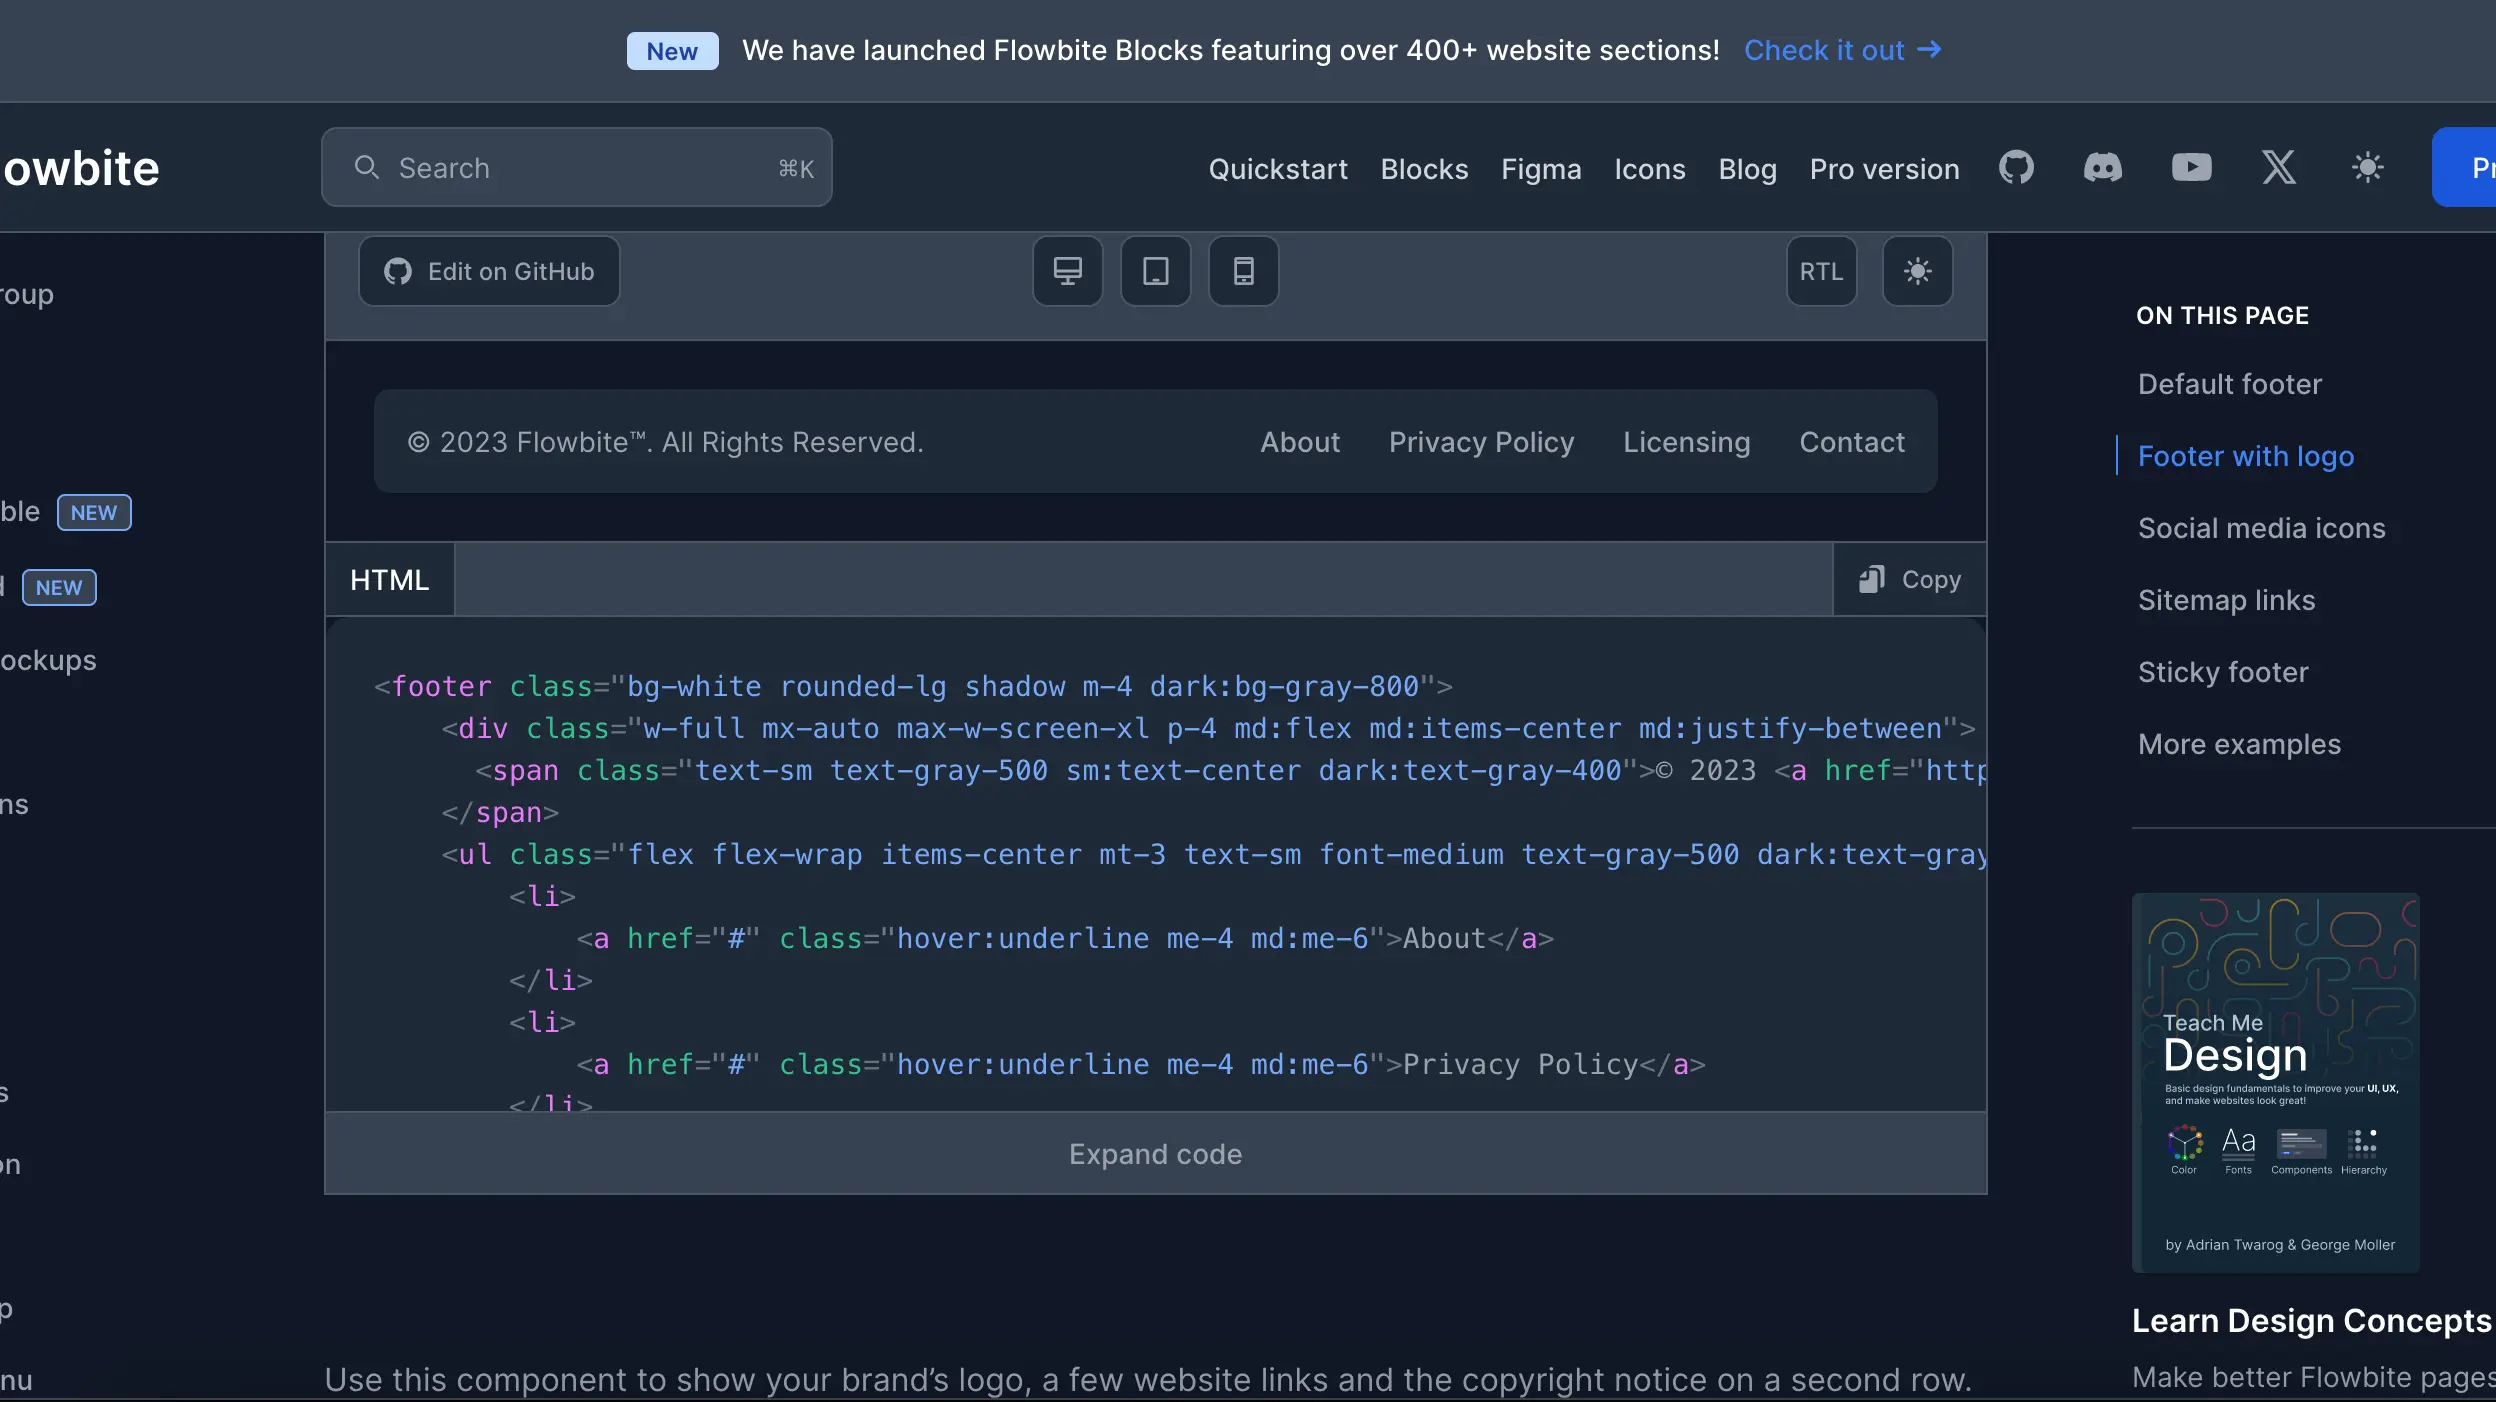 New We have launched Flowbite Blocks featuring over 400+ website sections! Check it out →
owbite
Search ⌘K
Quickstart Blocks Figma Icons Blog Pro version
Pr
roup
ble NEW
NEW
ockups
ns
s
on
p
nu
Edit on GitHub
RTL
© 2023 Flowbite™. All Rights Reserved. About Privacy Policy Licensing Contact
HTML Copy
<footer class="bg-white rounded-lg shadow m-4 dark:bg-gray-800">
<div class="w-full mx-auto max-w-screen-xl p-4 md:flex md:items-center md:justify-between">
<span class="text-sm text-gray-500 sm:text-center dark:text-gray-400">© 2023 <a href="http
</span>
<ul class="flex flex-wrap items-center mt-3 text-sm font-medium text-gray-500 dark:text-gray
<li>
<a href="#" class="hover:underline me-4 md:me-6">About</a>
</li>
<li>
<a href="#" class="hover:underline me-4 md:me-6">Privacy Policy</a>
</li>
Expand code
Use this component to show your brand’s logo, a few website links and the copyright notice on a second row.
ON THIS PAGE
Default footer
Footer with logo
Social media icons
Sitemap links
Sticky footer
More examples
Teach Me
Design
Basic design fundamentals to improve your UI, UX,
and make websites look great!
Aa
Color Fonts Components Hierarchy
by Adrian Twarog & George Moller
Learn Design Concepts
Make better Flowbite pages